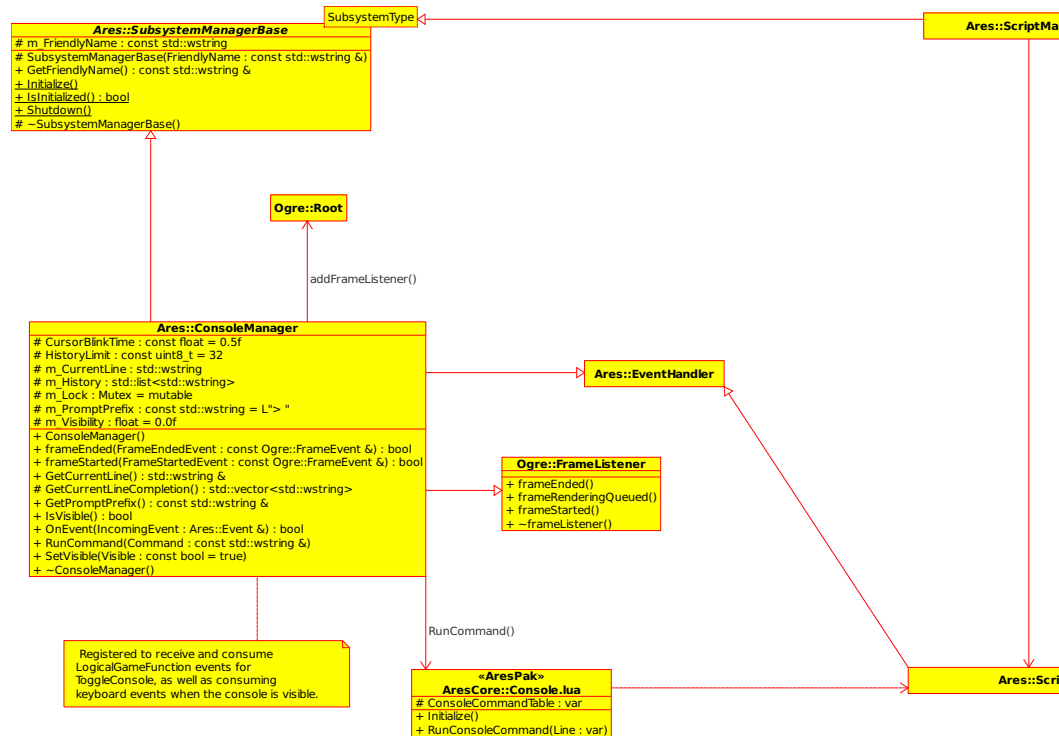 SubsystemType
Ares::SubsystemManagerBase
# m_FriendlyName : const std::wstring
# SubsystemManagerBase(FriendlyName : const std::wstring &)
+ GetFriendlyName() : const std::wstring &
+ Initialize()
+ IsInitialized() : bool
+ Shutdown()
# ~SubsystemManagerBase()
Ares::ScriptMa
Ogre::Root
addFrameListener()
Ares::ConsoleManager
# CursorBlinkTime : const float = 0.5f
# HistoryLimit : const uint8_t = 32
# m_CurrentLine : std::wstring
# m_History : std::list<std::wstring>
# m_Lock : Mutex = mutable
# m_PromptPrefix : const std::wstring = L"> "
# m_Visibility : float = 0.0f
+ ConsoleManager()
+ frameEnded(FrameEndedEvent : const Ogre::FrameEvent &) : bool
+ frameStarted(FrameStartedEvent : const Ogre::FrameEvent &) : bool
+ GetCurrentLine() : std::wstring &
# GetCurrentLineCompletion() : std::vector<std::wstring>
+ GetPromptPrefix() : const std::wstring &
+ IsVisible() : bool
+ OnEvent(IncomingEvent : Ares::Event &) : bool
+ RunCommand(Command : const std::wstring &)
+ SetVisible(Visible : const bool = true)
+ ~ConsoleManager()
Ares::EventHandler
Ogre::FrameListener
+ frameEnded()
+ frameRenderingQueued()
+ frameStarted()
+ ~frameListener()
RunCommand()
Registered to receive and consume
LogicalGameFunction events for
ToggleConsole, as well as consuming
keyboard events when the console is visible.
«AresPak»
AresCore::Console.lua
# ConsoleCommandTable : var
+ Initialize()
+ RunConsoleCommand(Line : var)
Ares::Scri